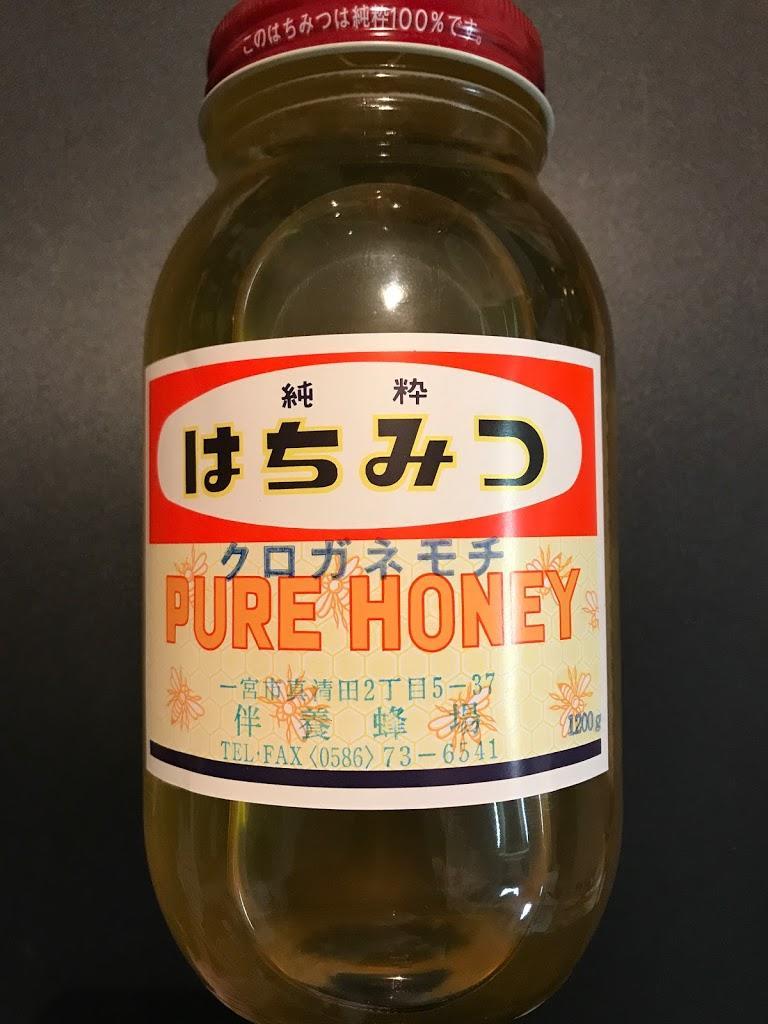 このはちみつは純粋100%です。
純粋
はちみつ
クロガネモチ
PURE HONEY
一宮市真清田2丁目5-37
伴養蜂場
1200g
TEL・FAX〈0586〉73-6541